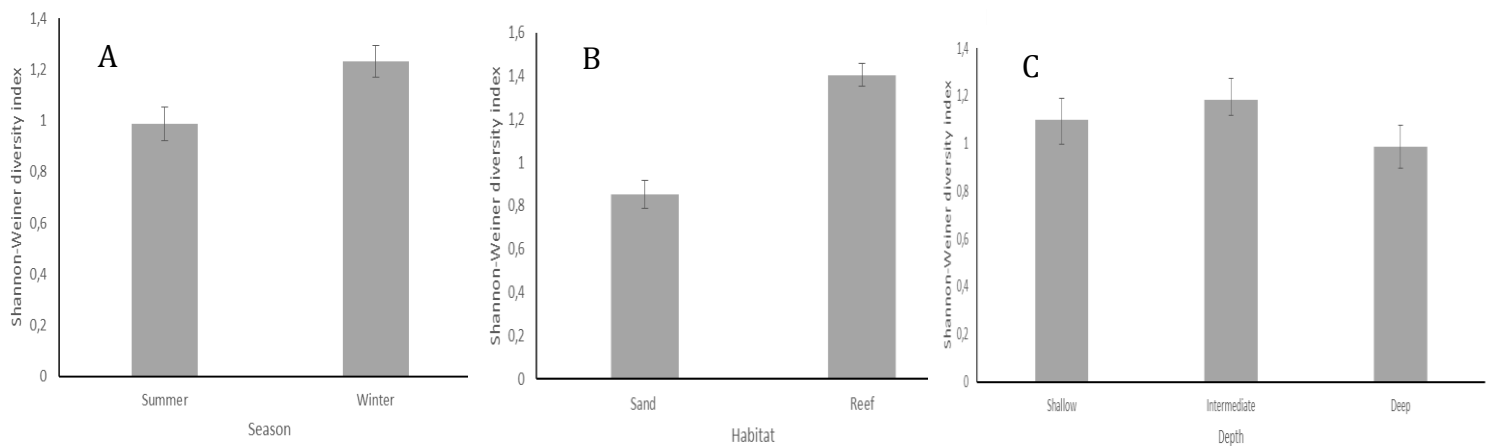 A
Shannon-Weiner diversity index
1,4
1,2
1
0,8
0,6
0,4
0,2
0
Summer
Winter
Season
B
Shannon-Weiner diversity index
1,6
1,4
1,2
1
0,8
0,6
0,4
0,2
0
Sand
Reef
Habitat
C
Shannon-Weiner diversity index
1,4
1,2
1
0,8
0,6
0,4
0,2
0
Shallow
Intermediate
Deep
Depth